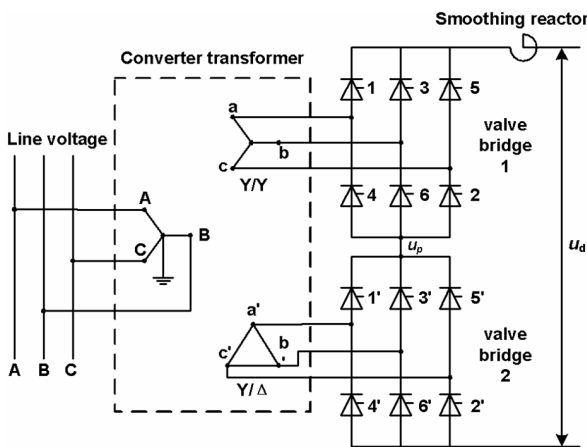 Smoothing reactor
Converter transformer
1 3 5
a
Line voltage
b
valve
bridge
1
c
Y/Y
4 6 2
A
B
C
u_p
u_d
1' 3' 5'
a'
b
c'
'
valve
bridge
2
A B C
Y/Δ
4' 6' 2'